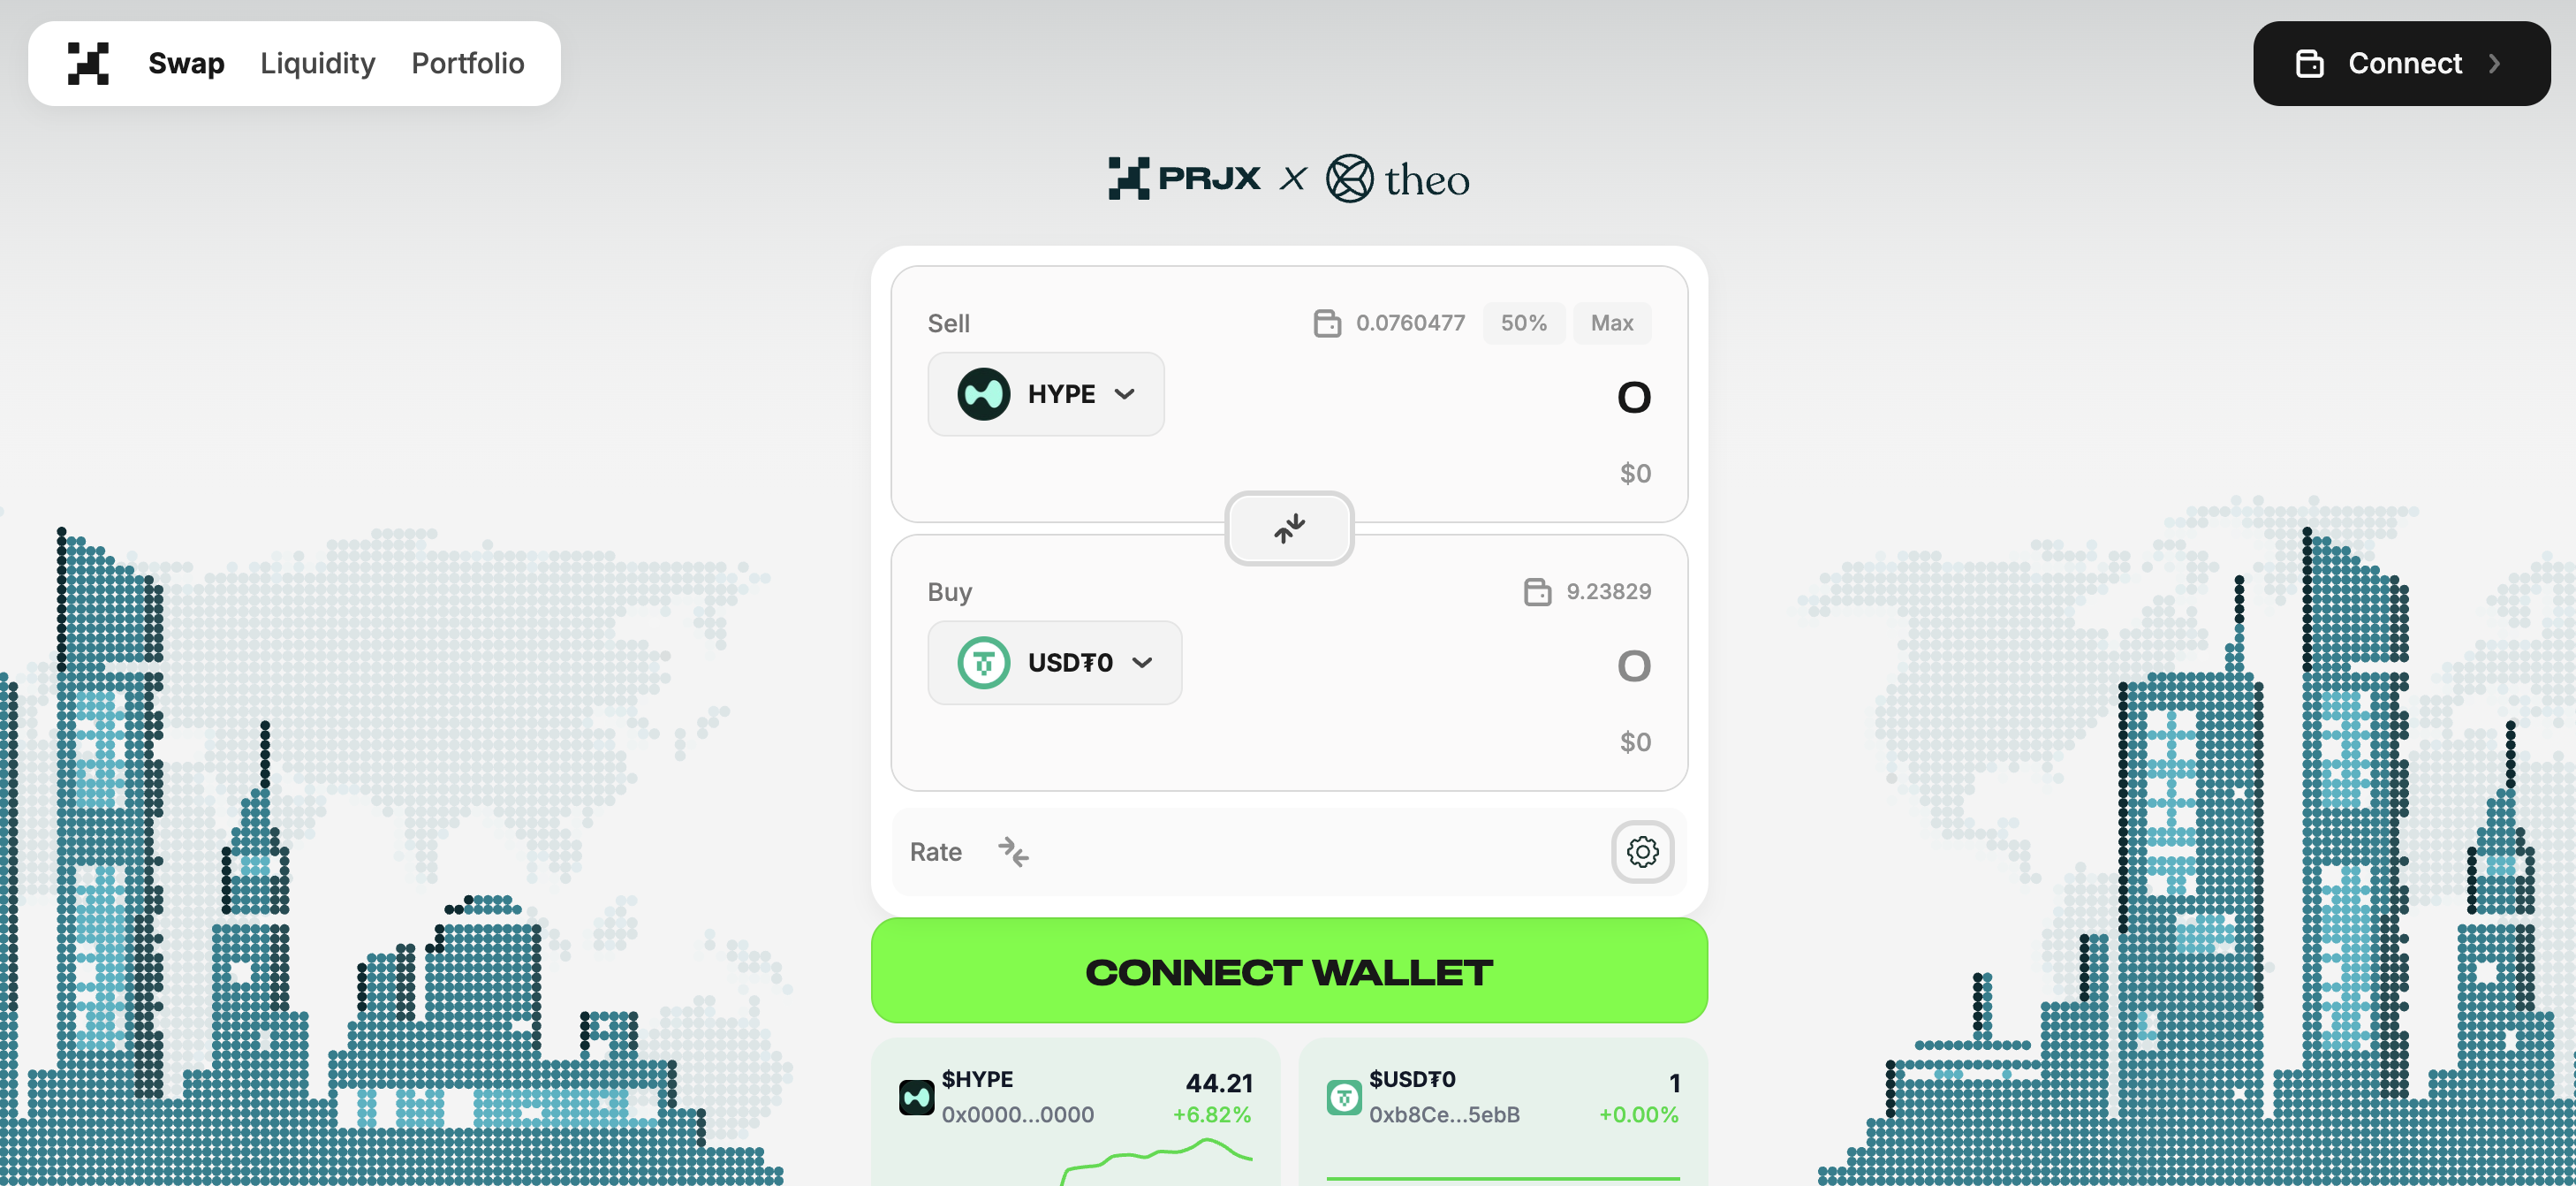 Swap Liquidity Portfolio
Connect
PRJX X theo
Sell 0.0760477 50% Max
HYPE 0
$0
Buy 9.23829
USD₮0 0
$0
Rate
CONNECT WALLET
$HYPE 44.21
0x0000...0000 +6.82%
$USD₮0 1
0xb8Ce...5ebB +0.00%